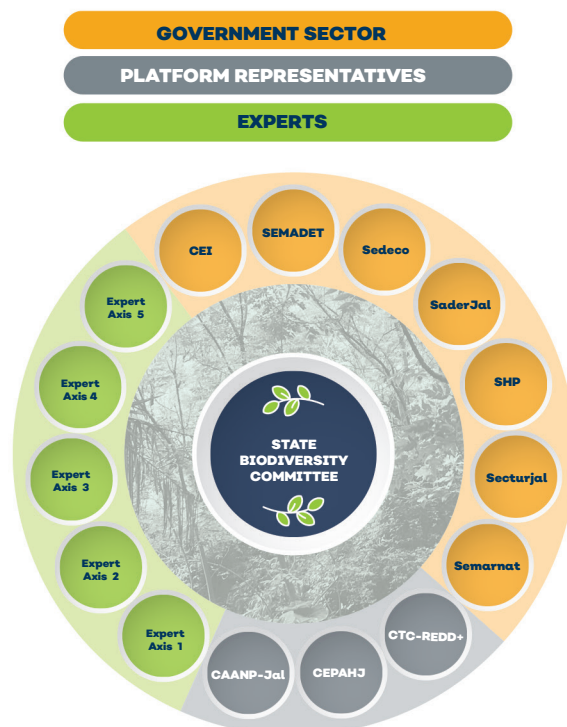 GOVERNMENT SECTOR
PLATFORM REPRESENTATIVES
EXPERTS
CEI
SEMADET
Sedeco
SaderJal
SHP
Secturjal
Semarnat
CTC-REDD+
CEPAHJ
CAANP-Jal
Expert
Axis 1
Expert
Axis 2
Expert
Axis 3
Expert
Axis 4
Expert
Axis 5
STATE
BIODIVERSITY
COMMITTEE